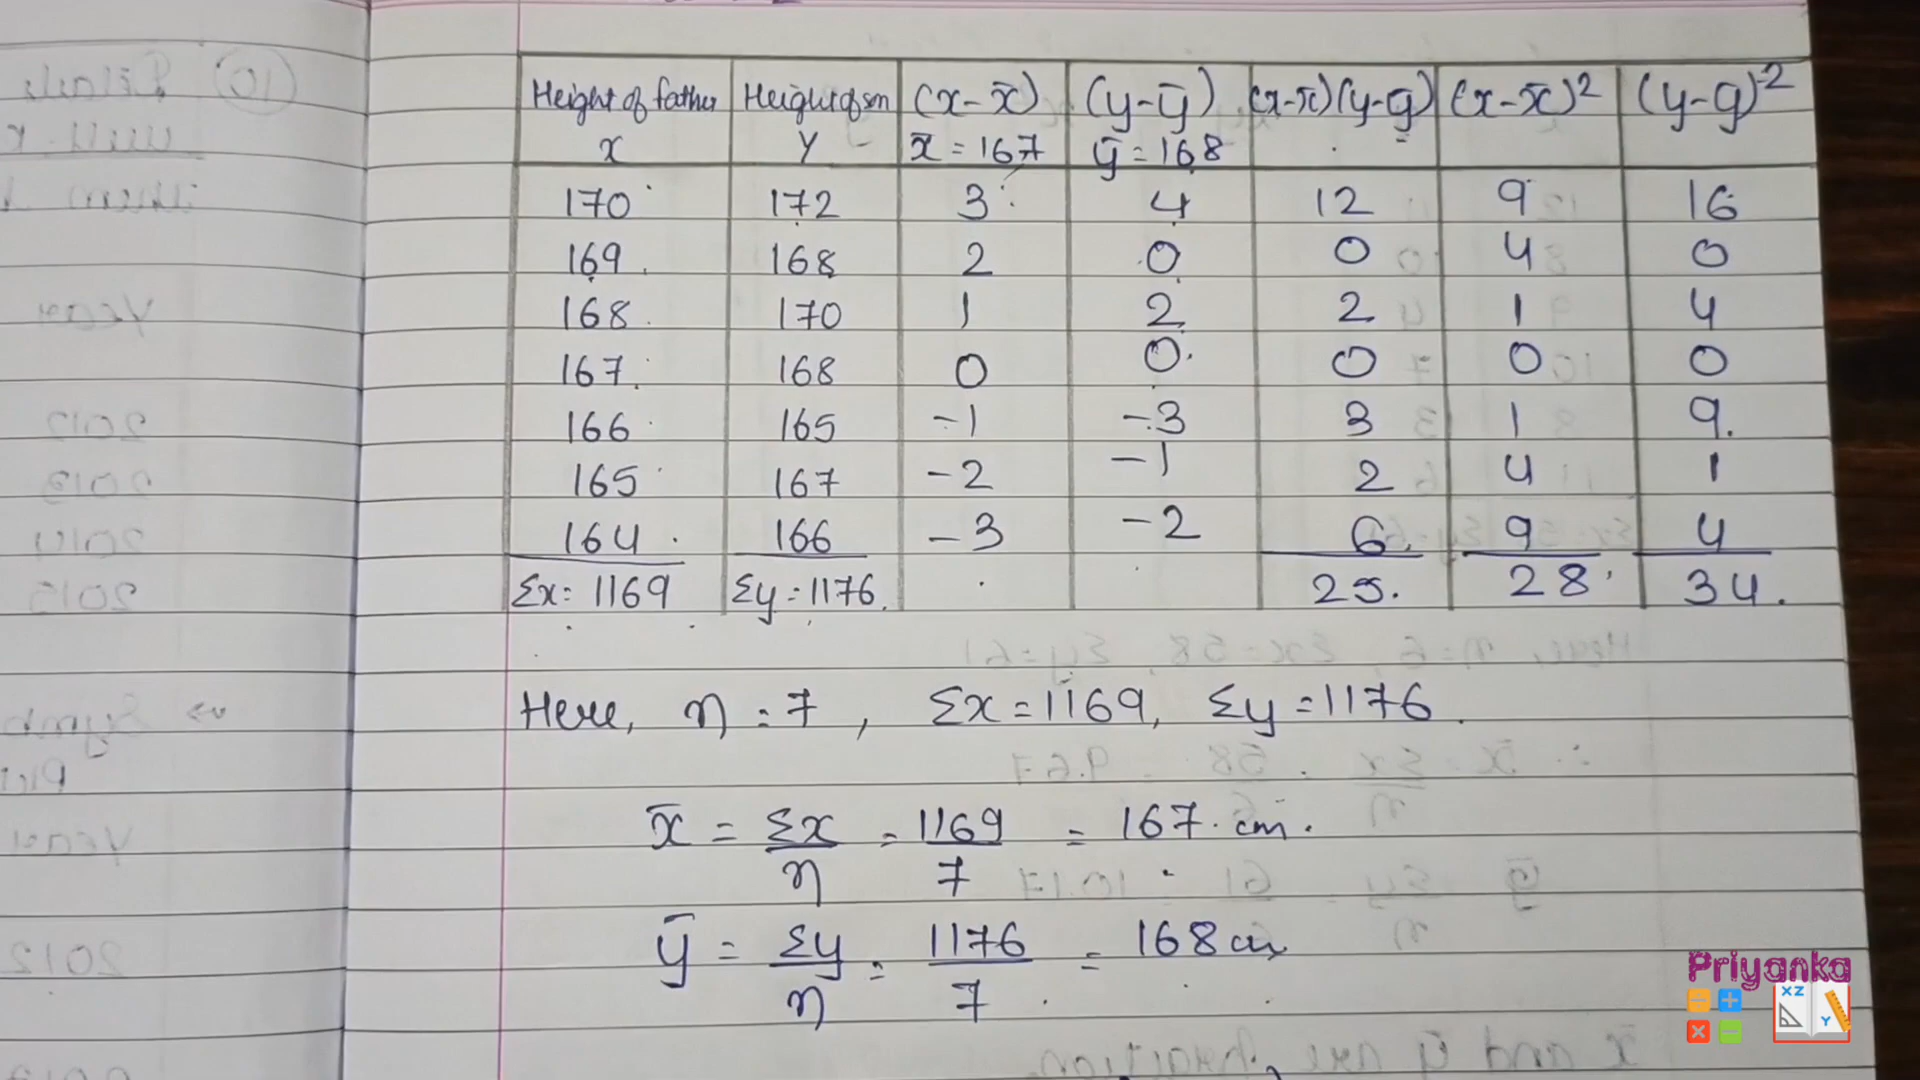 Height of father Height of son (x-x̄) (y-ȳ) (x-x̄)(y-ȳ) (x-x̄)2 (y-ȳ)2
x y x̄ = 167 ȳ = 168
170 172 3 4 12 9 16
169 168 2 0 0 4 0
168 170 1 2 2 1 4
167 168 0 0 0 0 0
166 165 -1 -3 3 1 9
165 167 -2 -1 2 4 1
164 166 -3 -2 6 9 4
Σx = 1169 Σy = 1176. 25. 28 34.
Here, n = 7, Σx = 1169, Σy = 1176.
x̄ = Σx/n = 1169/7 = 167. cm.
ȳ = Σy/n = 1176/7 = 168 cm
Priyanka
XZ
Y